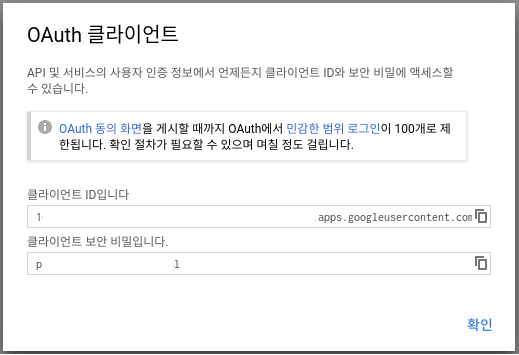 OAuth 클라이언트
API 및 서비스의 사용자 인증 정보에서 언제든지 클라이언트 ID와 보안 비밀에 액세스할
수 있습니다.
OAuth 동의 화면을 게시할 때까지 OAuth에서 민감한 범위 로그인이 100개로 제
한됩니다. 확인 절차가 필요할 수 있으며 며칠 정도 걸립니다.
클라이언트 ID입니다
1 .apps.googleusercontent.com
클라이언트 보안 비밀입니다.
p l
확인